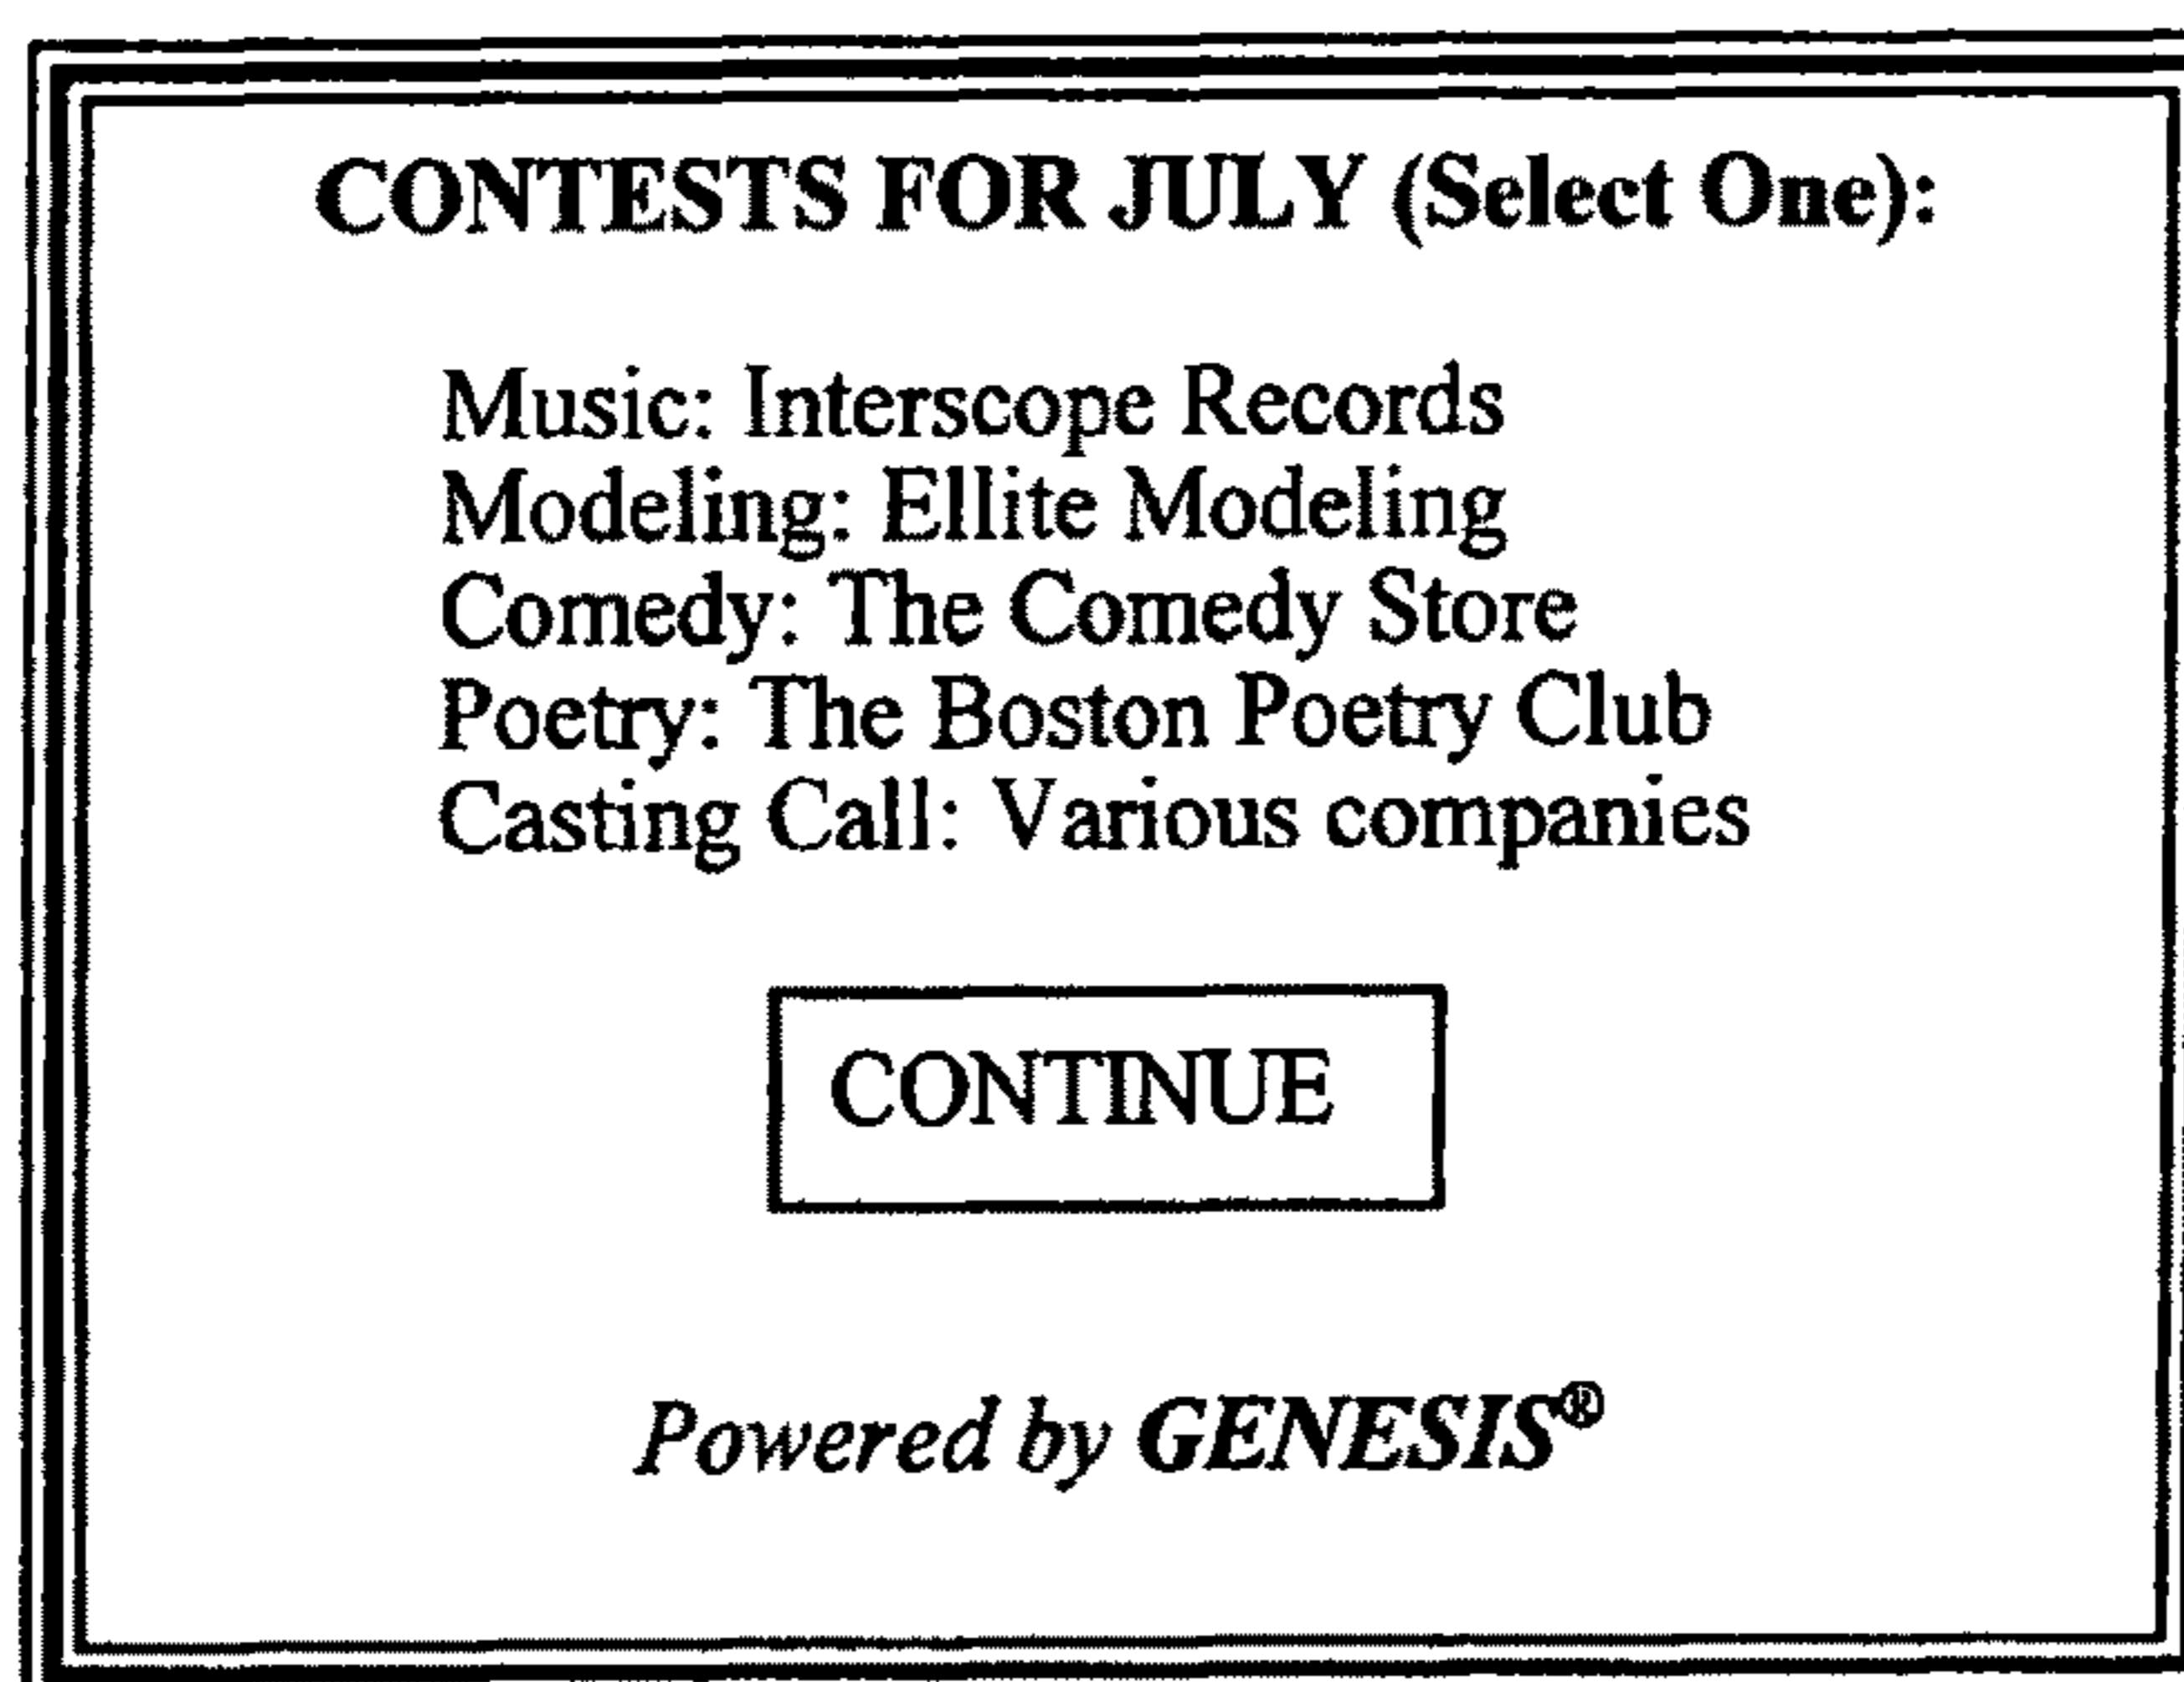 CONTESTS FOR JULY (Select One):
Music: Interscope Records
Modeling: Ellite Modeling
Comedy: The Comedy Store
Poetry: The Boston Poetry Club
Casting Call: Various companies
CONTINUE
Powered by GENESIS®